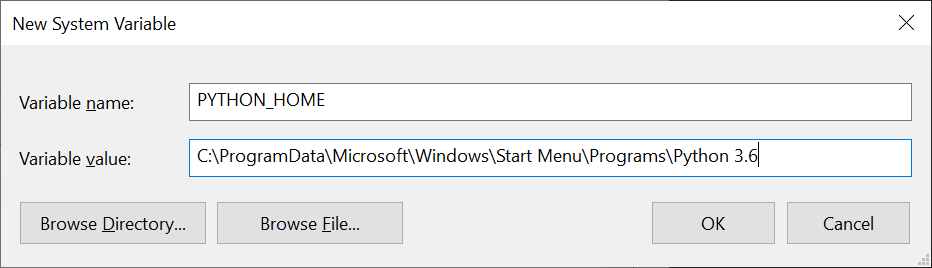 New System Variable
Variable name:
PYTHON_HOME
Variable value:
C:\ProgramData\Microsoft\Windows\Start Menu\Programs\Python 3.6
Browse Directory...
Browse File...
OK
Cancel